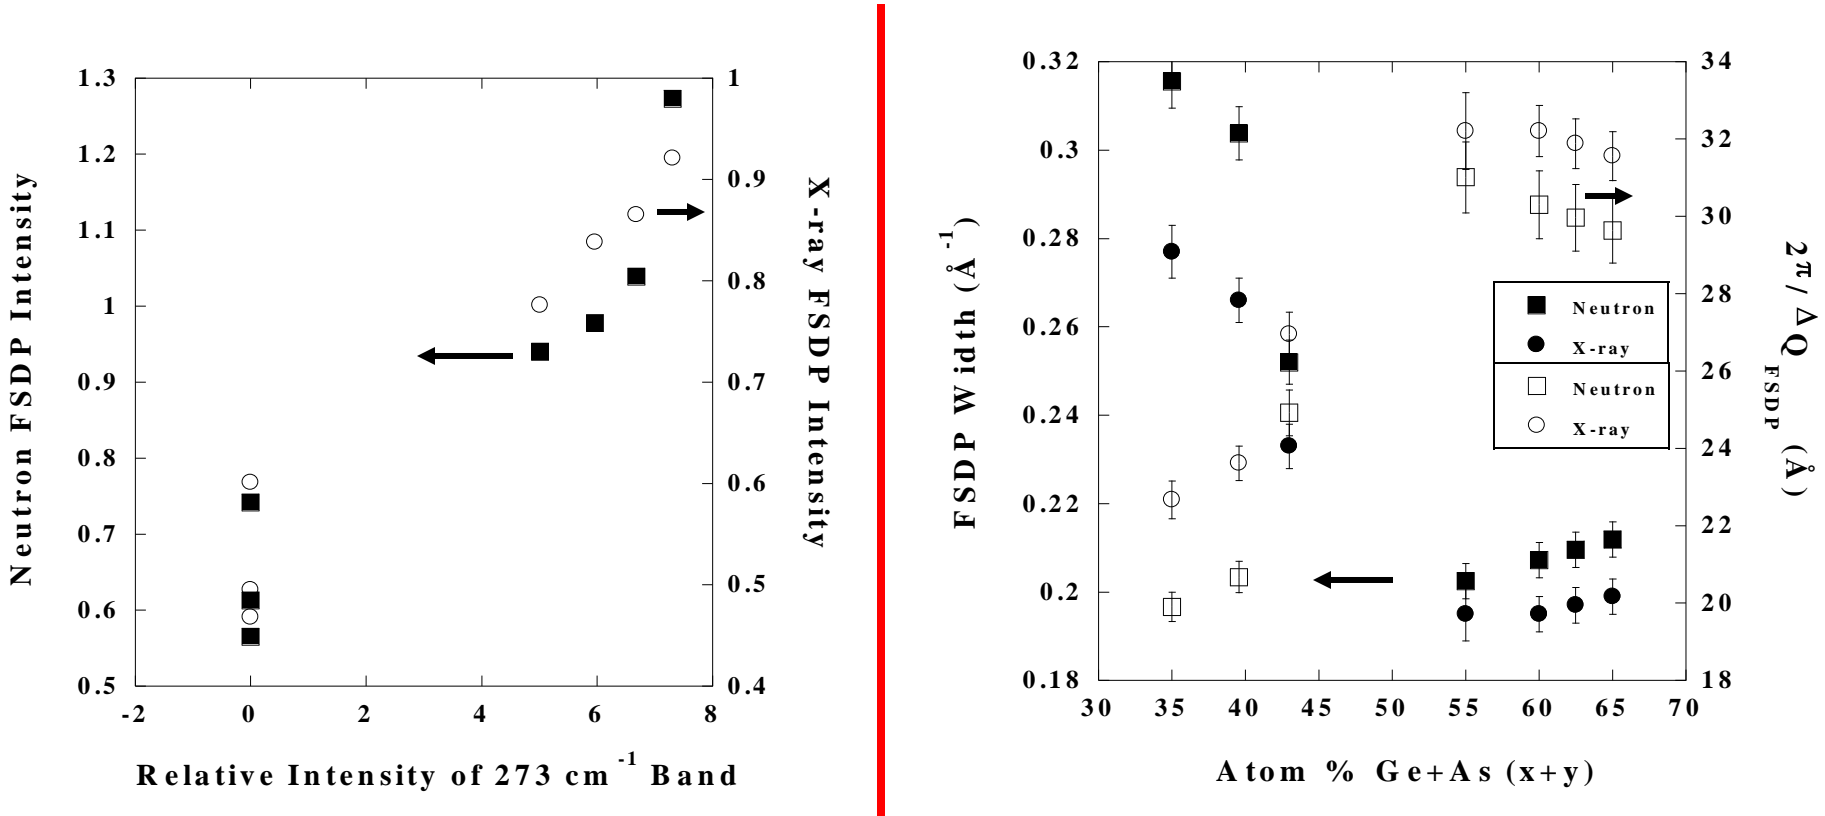 1.3
1.2
1.1
1
0.9
0.8
0.7
0.6
0.5
Neutron FSDP Intensity
1
0.9
0.8
0.7
0.6
0.5
0.4
X-ray FSDP Intensity
-2 0 2 4 6 8
Relative Intensity of 273 cm-1 Band
0.32
0.3
0.28
0.26
0.24
0.22
0.2
0.18
FSDP Width (Å-1)
34
32
30
28
26
24
22
20
18
2π/ΔQFSDP (Å)
Neutron
X-ray
Neutron
X-ray
30 35 40 45 50 55 60 65 70
Atom % Ge+As (x+y)